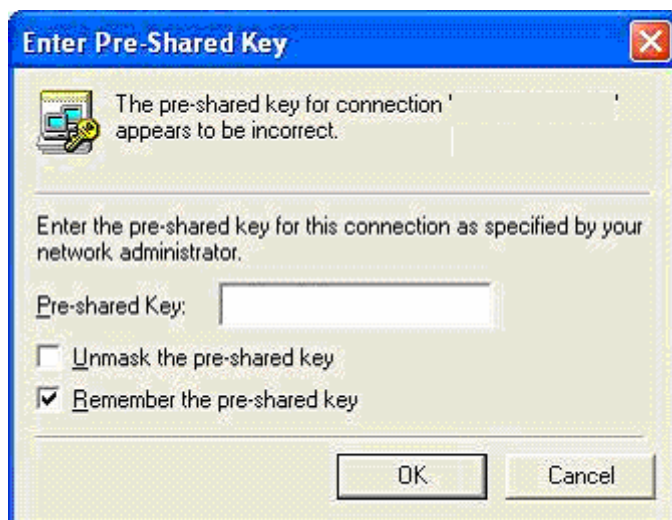 Enter Pre-Shared Key
The pre-shared key for connection ' '
appears to be incorrect.
Enter the pre-shared key for this connection as specified by your
network administrator.
Pre-shared Key:
Unmask the pre-shared key
Remember the pre-shared key
OK Cancel